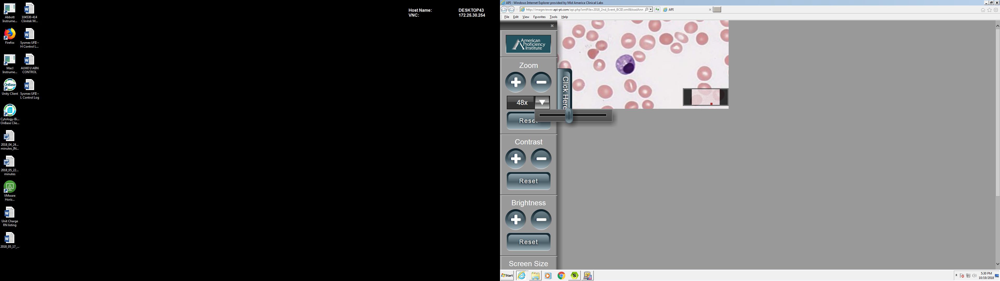 Host Name: DESKTOP43
VNC: 172.25.30.254
Abbott
Instrume...
104530-414
Clinitek M...
Firefox
Sysmex UFII –
H Control L...
Macl
Instrume...
AUWI U ABN
CONTROL
OnBase
Unity Client
Sysmex UFII –
L Control Log
Cytology-Bi...
OnBase Clie...
2018_04_24...
minutes_IN...
2018_05_22...
minutes
VMware
Horiz...
Unit Charge
RN listing
2018_05_17_...
API - Windows Internet Explorer provided by Mid America Clinical Labs
http://imageviewer.api-pt.com/api.php?xmlFile=2018_2nd_Event_BCID.xml&loadAnn
API
File Edit View Favorites Tools Help
American
Proficiency
Institute
Zoom
48x
Reset
Click Here
Contrast
Reset
Brightness
Reset
Screen Size
Start
5:30 PM
10/19/2018